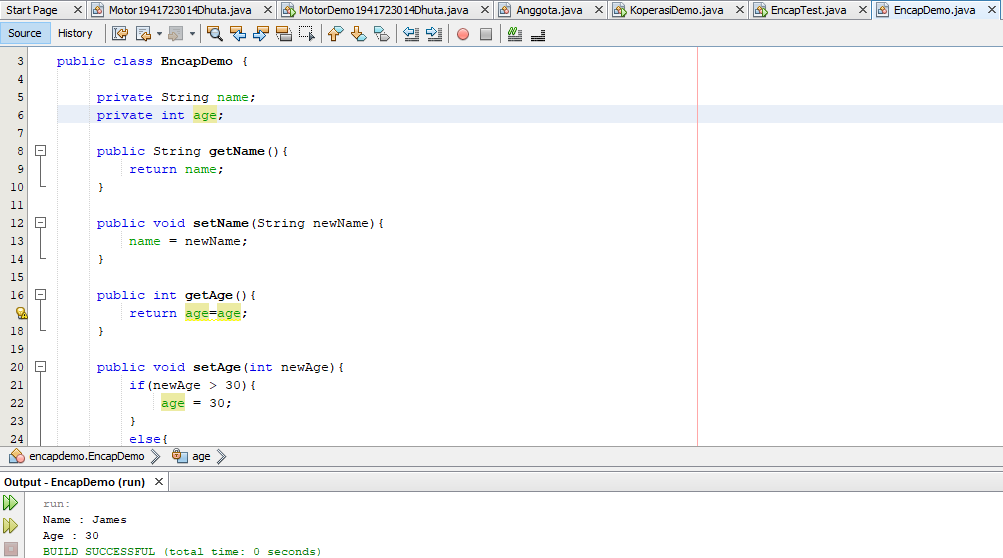 Start Page Motor1941723014Dhuta.java MotorDemo1941723014Dhuta.java Anggota.java KoperasiDemo.java EncapTest.java EncapDemo.java
Source History
3 public class EncapDemo {
4
5 private String name;
6 private int age;
7
8 public String getName(){
9 return name;
10 }
11
12 public void setName(String newName){
13 name = newName;
14 }
15
16 public int getAge(){
return age=age;
18 }
19
20 public void setAge(int newAge){
21 if(newAge > 30){
22 age = 30;
23 }
24 else{
encapdemo.EncapDemo age
Output - EncapDemo (run)
run:
Name : James
Age : 30
BUILD SUCCESSFUL (total time: 0 seconds)